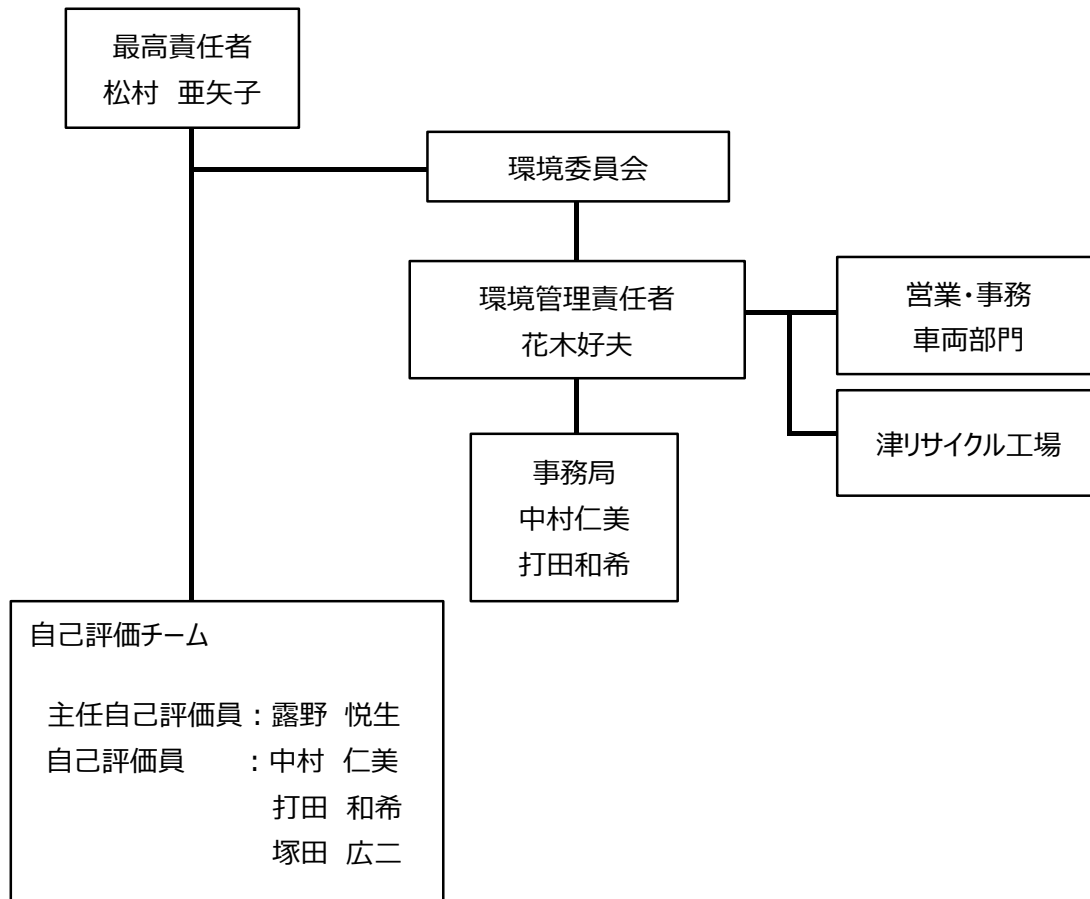 最高責任者
松村 亜矢子
環境委員会
環境管理責任者
花木好夫
営業・事務
車両部門
津リサイクル工場
事務局
中村仁美
打田和希
自己評価チーム
主任自己評価員：露野 悦生
自己評価員 ：中村 仁美
打田 和希
塚田 広二